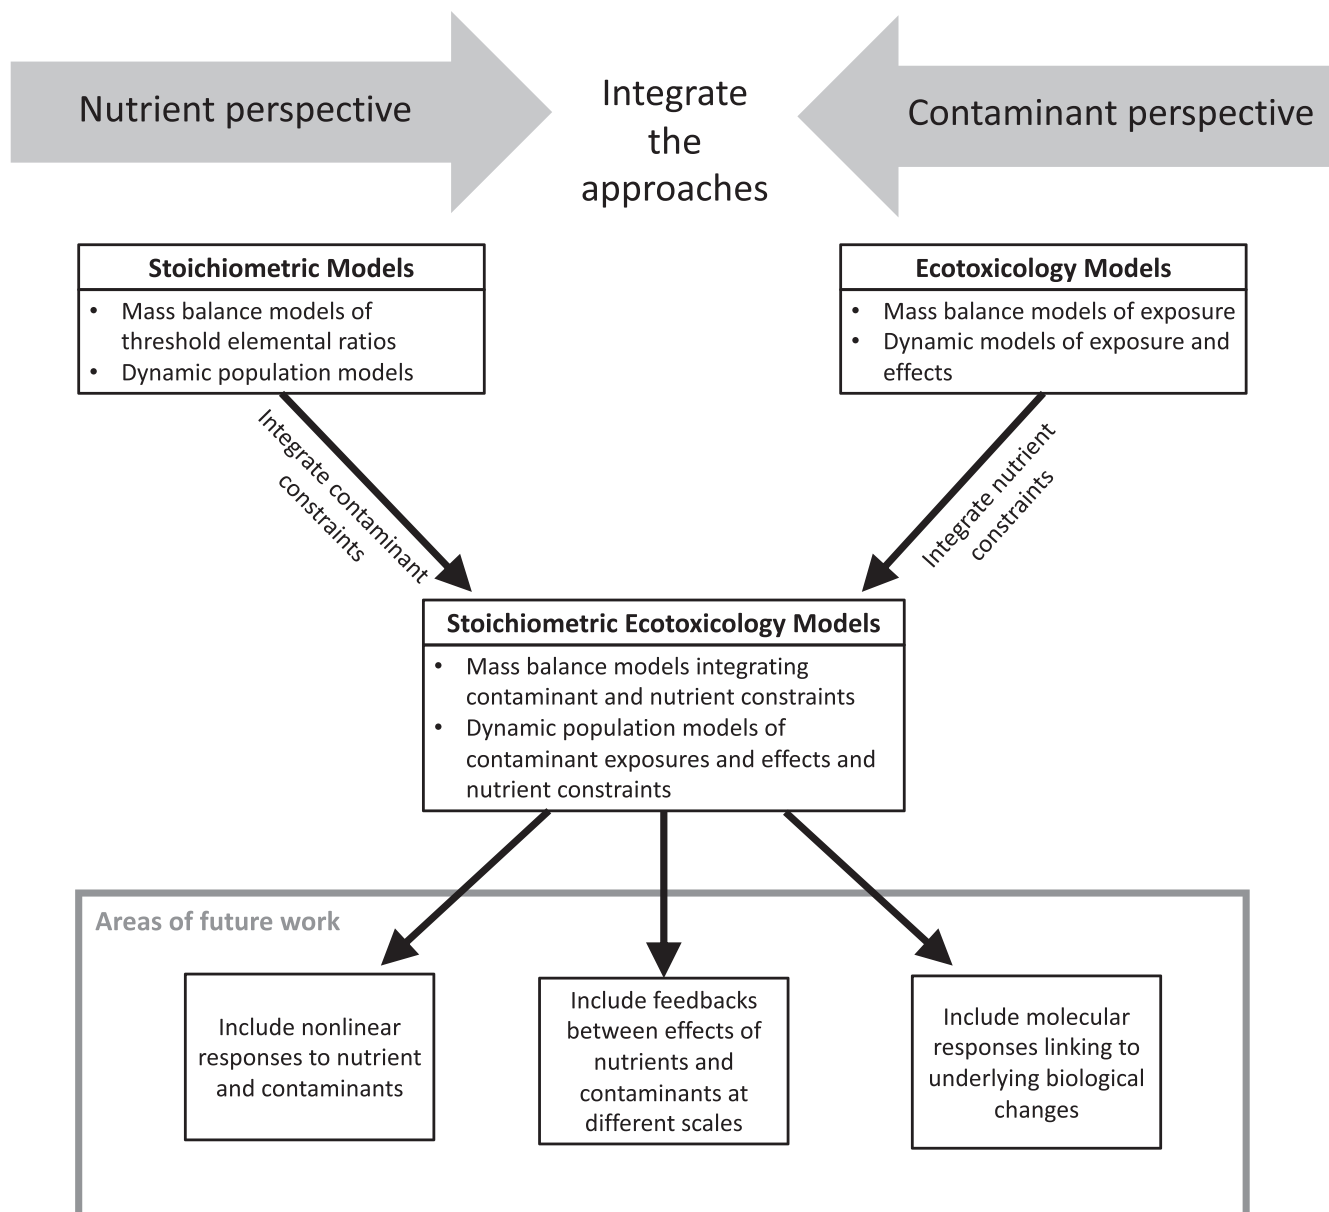 Nutrient perspective
Integrate
the
approaches
Contaminant perspective
Stoichiometric Models
• Mass balance models of
threshold elemental ratios
• Dynamic population models
Ecotoxicology Models
• Mass balance models of exposure
• Dynamic models of exposure and
effects
Integrate contaminant
constraints
Integrate nutrient
constraints
Stoichiometric Ecotoxicology Models
• Mass balance models integrating
contaminant and nutrient constraints
• Dynamic population models of
contaminant exposures and effects and
nutrient constraints
Areas of future work
Include nonlinear
responses to nutrient
and contaminants
Include feedbacks
between effects of
nutrients and
contaminants at
different scales
Include molecular
responses linking to
underlying biological
changes